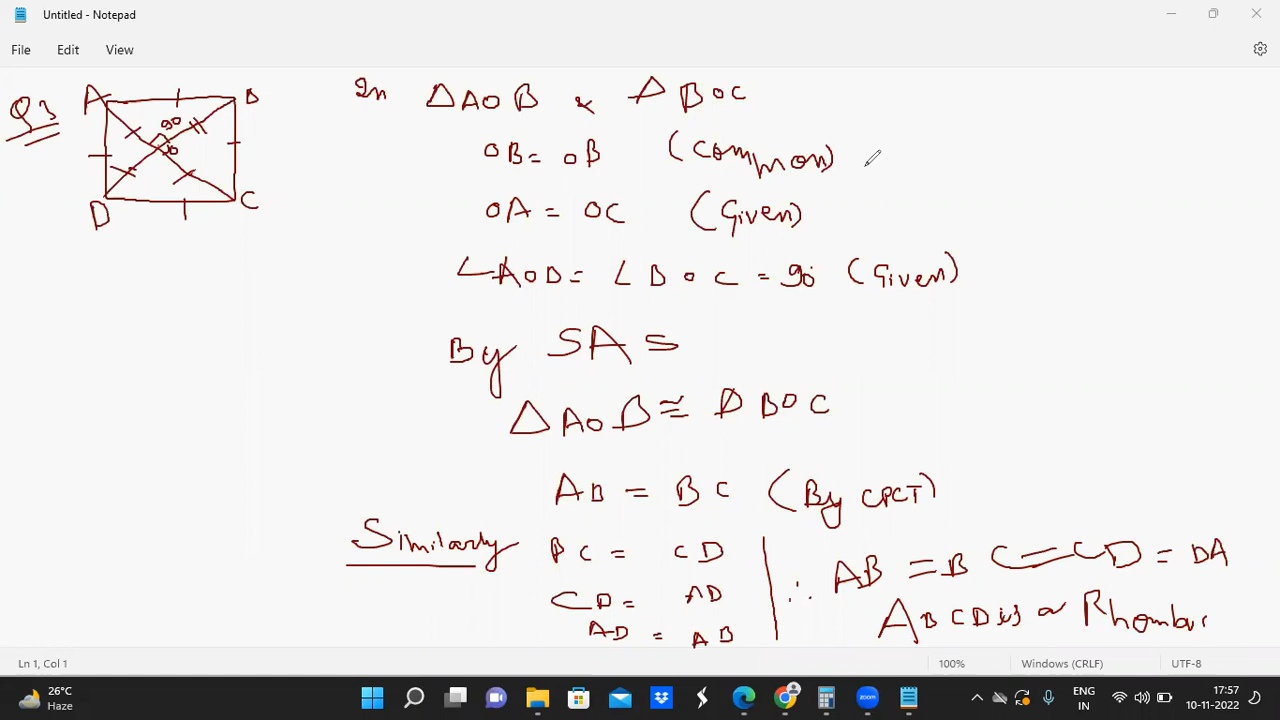 Untitled - Notepad
File Edit View
Q3
A B
90
90
D C
In △AOB & △BOC
OB = OB (Common)
OA = OC (Given)
∠AOB = ∠BOC = 90° (Given)
By SAS
△AOB ≅ △BOC
AB = BC (By CPCT)
Similarly BC = CD
CD = AD
AD = AB
∴ AB = BC = CD = DA
ABCD is a Rhombus
Ln 1, Col 1 100% Windows (CRLF) UTF-8
26°C
Haze
ENG
IN
17:57
10-11-2022